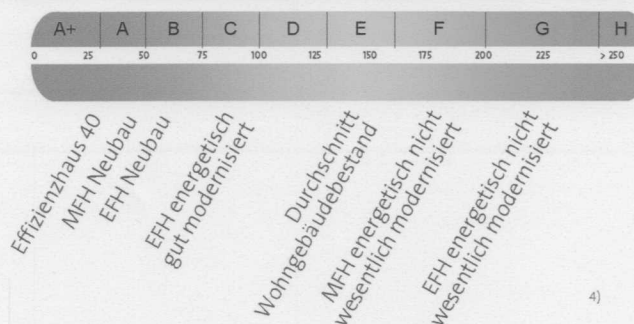 A+ A B C D E F G H
0 25 50 75 100 125 150 175 200 225 > 250
Effizienzhaus 40
MFH Neubau
EFH Neubau
EFH energetisch
gut modernisiert
Durchschnitt
Wohngebäudebestand
MFH energetisch nicht
wesentlich modernisiert
EFH energetisch nicht
wesentlich modernisiert
4)